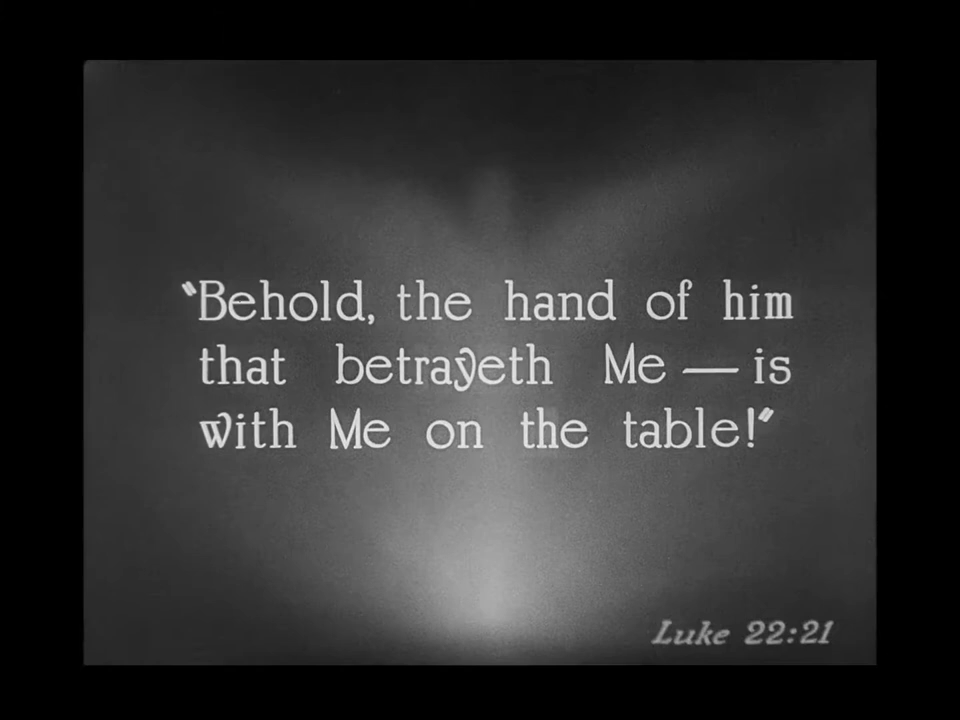 "Behold, the hand of him
that betrayeth Me — is
with Me on the table!"
Luke 22:21